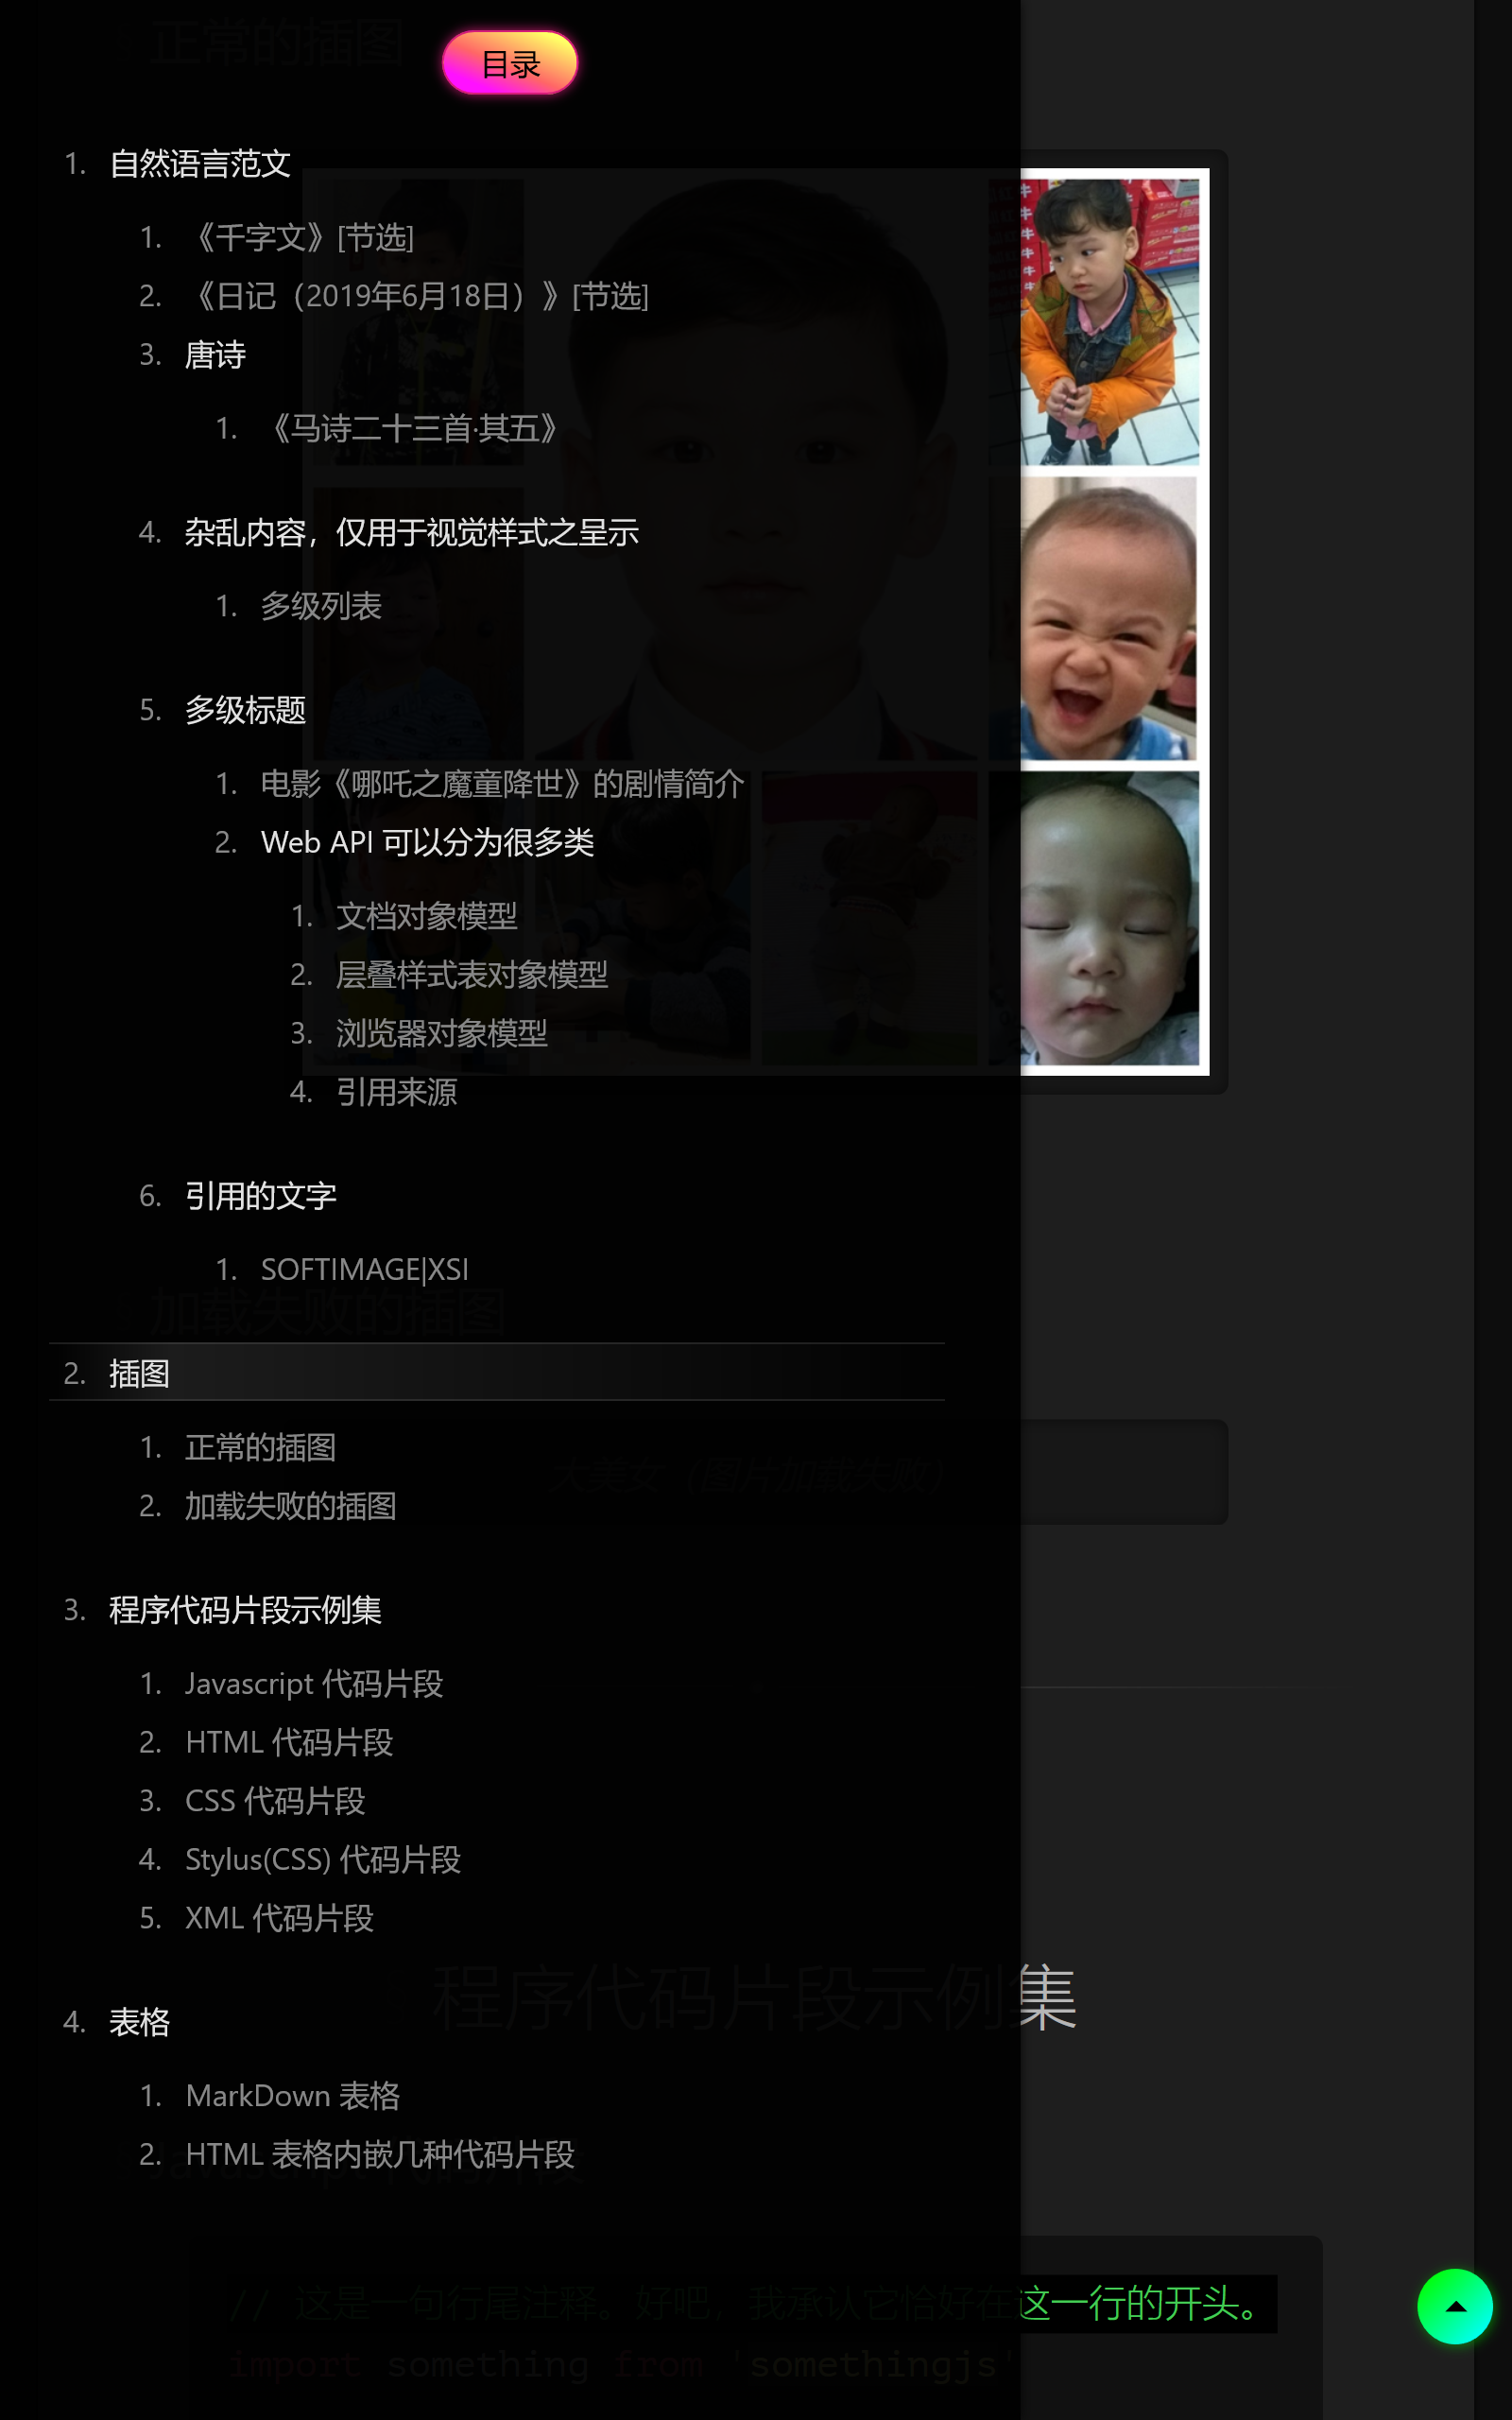 正常的插图
目录
1. 自然语言范文
1. 《千字文》[节选]
2. 《日记（2019年6月18日）》[节选]
3. 唐诗
1. 《马诗二十三首·其五》
4. 杂乱内容，仅用于视觉样式之呈示
1. 多级列表
5. 多级标题
1. 电影《哪吒之魔童降世》的剧情简介
2. Web API 可以分为很多类
1. 文档对象模型
2. 层叠样式表对象模型
3. 浏览器对象模型
4. 引用来源
6. 引用的文字
1. SOFTIMAGE|XSI
加载失败的插图
2. 插图
1. 正常的插图
大美女（图片加载失败）
2. 加载失败的插图
3. 程序代码片段示例集
1. Javascript 代码片段
2. HTML 代码片段
3. CSS 代码片段
4. Stylus(CSS) 代码片段
5. XML 代码片段
程序代码片段示例集
4. 表格
1. MarkDown 表格
2. HTML 表格内嵌几种代码片段
// 这是一句行尾注释。好吧，我承认它恰好在这一行的开头。
import something from 'somethingjs'